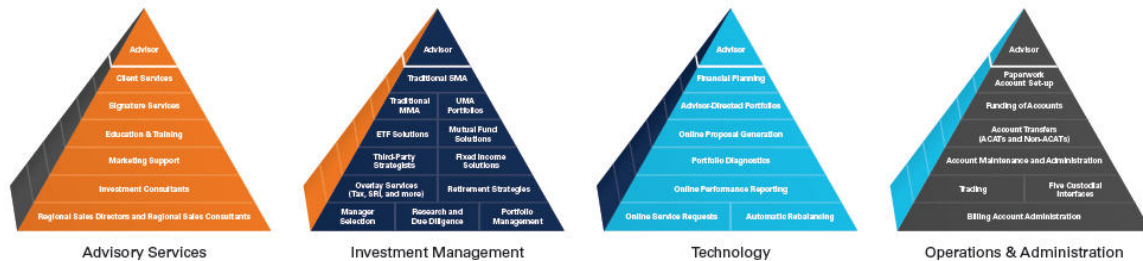 Advisor
Client Services
Signature Services
Education & Training
Marketing Support
Investment Consultants
Regional Sales Directors and Regional Sales Consultants
Advisory Services
Advisor
Traditional SMA
Traditional
MMA
UMA
Portfolios
ETF Solutions
Mutual Fund
Solutions
Third-Party
Strategists
Fixed Income
Solutions
Overlay Services
(Tax, SRI, and more)
Retirement Strategies
Manager
Selection
Research and
Due Diligence
Portfolio
Management
Investment Management
Advisor
Financial Planning
Advisor-Directed Portfolios
Online Proposal Generation
Portfolio Diagnostics
Online Performance Reporting
Online Service Requests
Automatic Rebalancing
Technology
Advisor
Paperwork
Account Set-up
Funding of Accounts
Account Transfers
(ACATs and Non-ACATs)
Account Maintenance and Administration
Trading
Five Custodial
Interfaces
Billing Account Administration
Operations & Administration